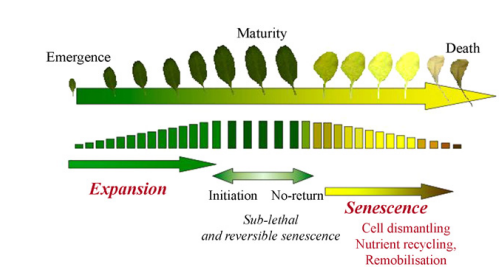 Maturity
Emergence
Death
Expansion
Initiation
No-return
Senescence
Sub-lethal
and reversible senescence
Cell dismantling
Nutrient recycling,
Remobilisation